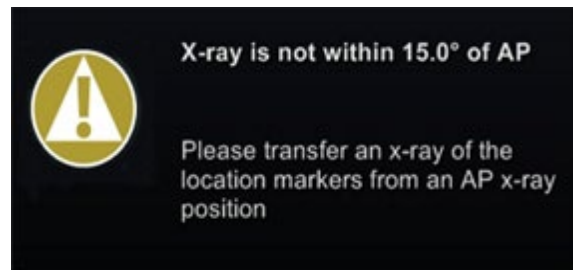 X-ray is not within 15.0° of AP
Please transfer an x-ray of the
location markers from an AP x-ray
position